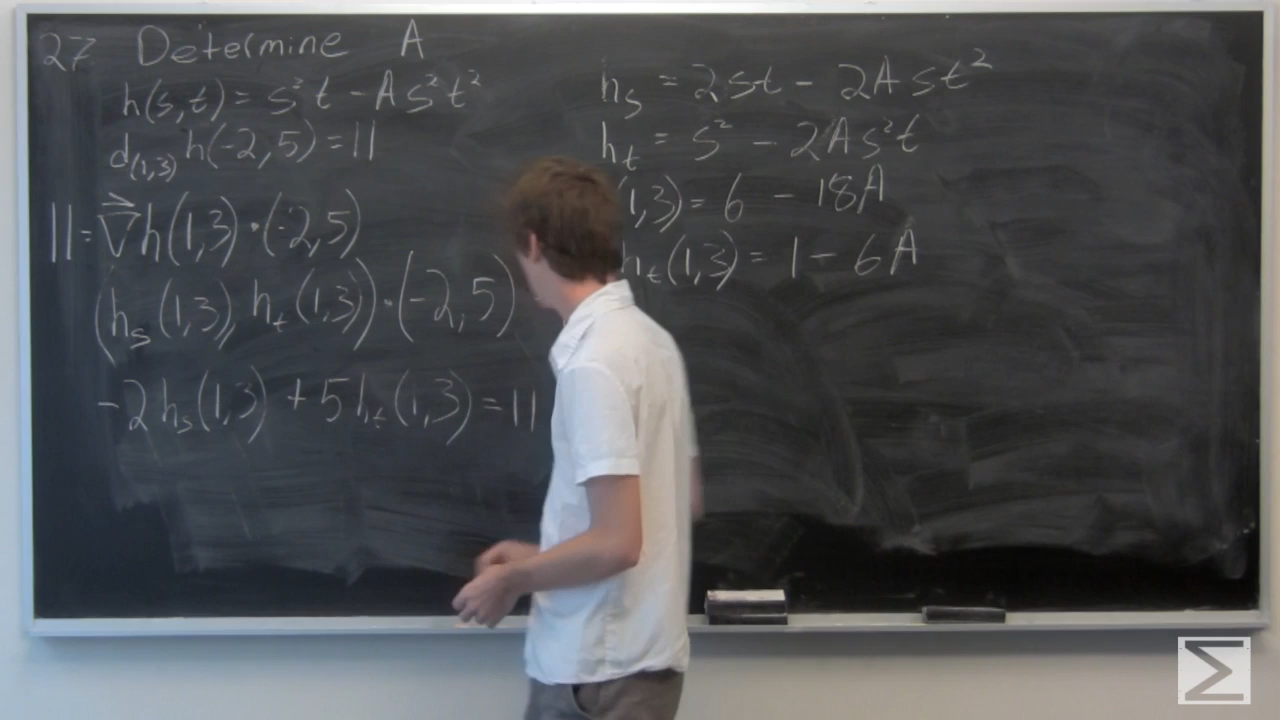 27 Determine A
h(s,t) = s²t - As²t²
d₍₁,₃₎h(-2,5) = 11
11 = ∇⃗h(1,3)·(-2,5)
(hₛ(1,3), hₜ(1,3))·(-2,5)
-2hₛ(1,3) + 5hₜ(1,3) = 11
hₛ = 2st - 2Ast²
hₜ = s² - 2As²t
(1,3) = 6 - 18A
hₜ(1,3) = 1 - 6A
Σ